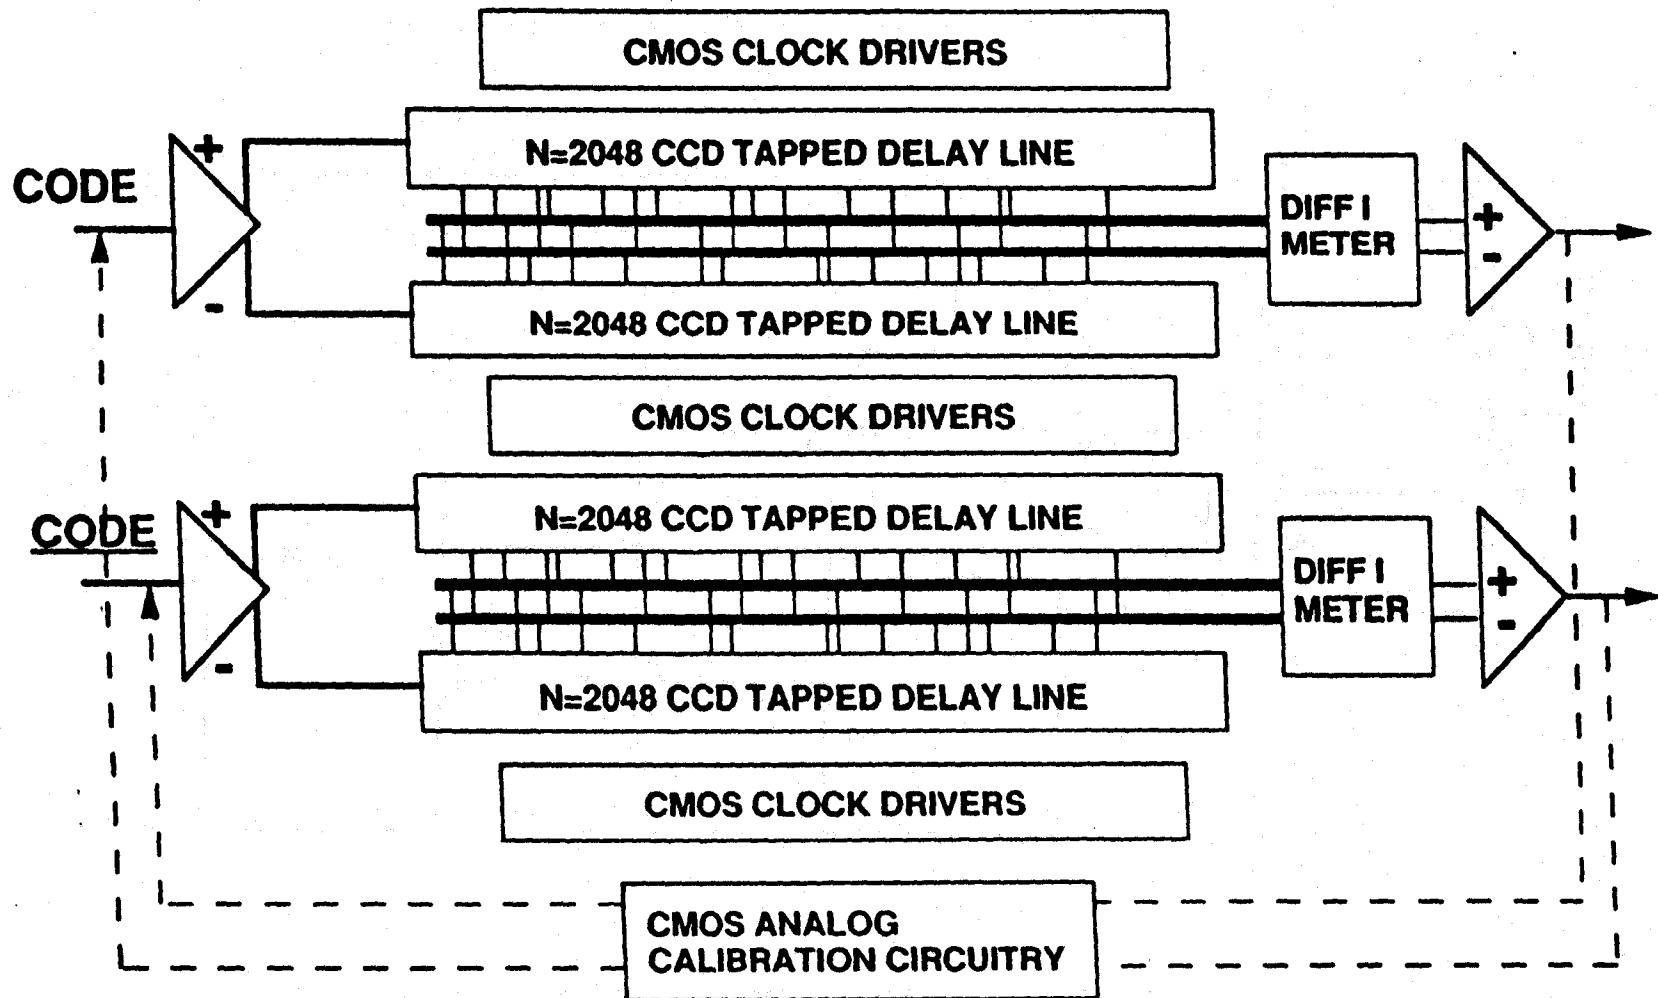 CMOS CLOCK DRIVERS
N=2048 CCD TAPPED DELAY LINE
+
CODE
-
DIFF I
METER
+
-
N=2048 CCD TAPPED DELAY LINE
CMOS CLOCK DRIVERS
N=2048 CCD TAPPED DELAY LINE
+
CODE
-
DIFF I
METER
+
-
N=2048 CCD TAPPED DELAY LINE
CMOS CLOCK DRIVERS
CMOS ANALOG
CALIBRATION CIRCUITRY